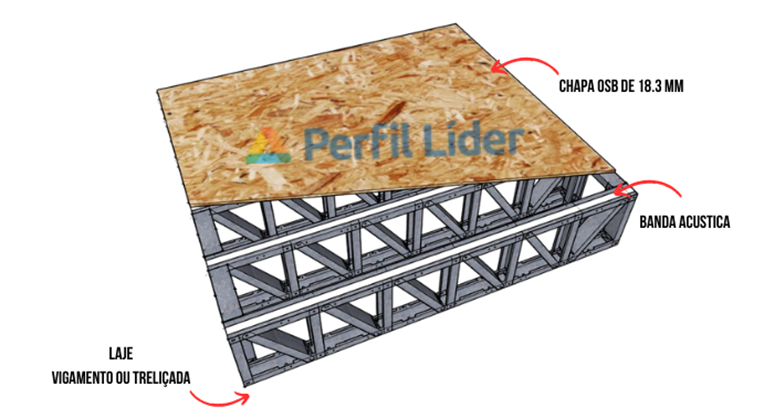 CHAPA OSB DE 18.3 MM
Perfil Líder
BANDA ACUSTICA
LAJE
VIGAMENTO OU TRELIÇADA